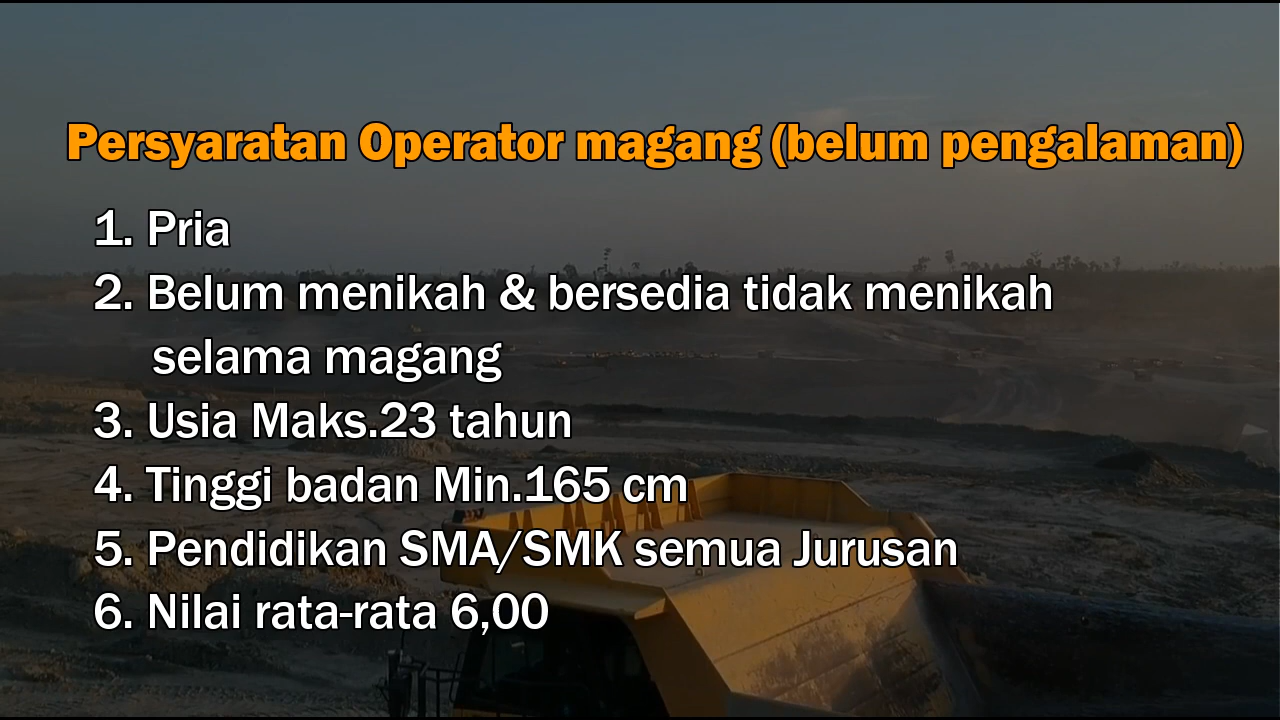 Persyaratan Operator magang (belum pengalaman)
1. Pria
2. Belum menikah & bersedia tidak menikah
selama magang
3. Usia Maks.23 tahun
4. Tinggi badan Min.165 cm
5. Pendidikan SMA/SMK semua Jurusan
6. Nilai rata-rata 6,00